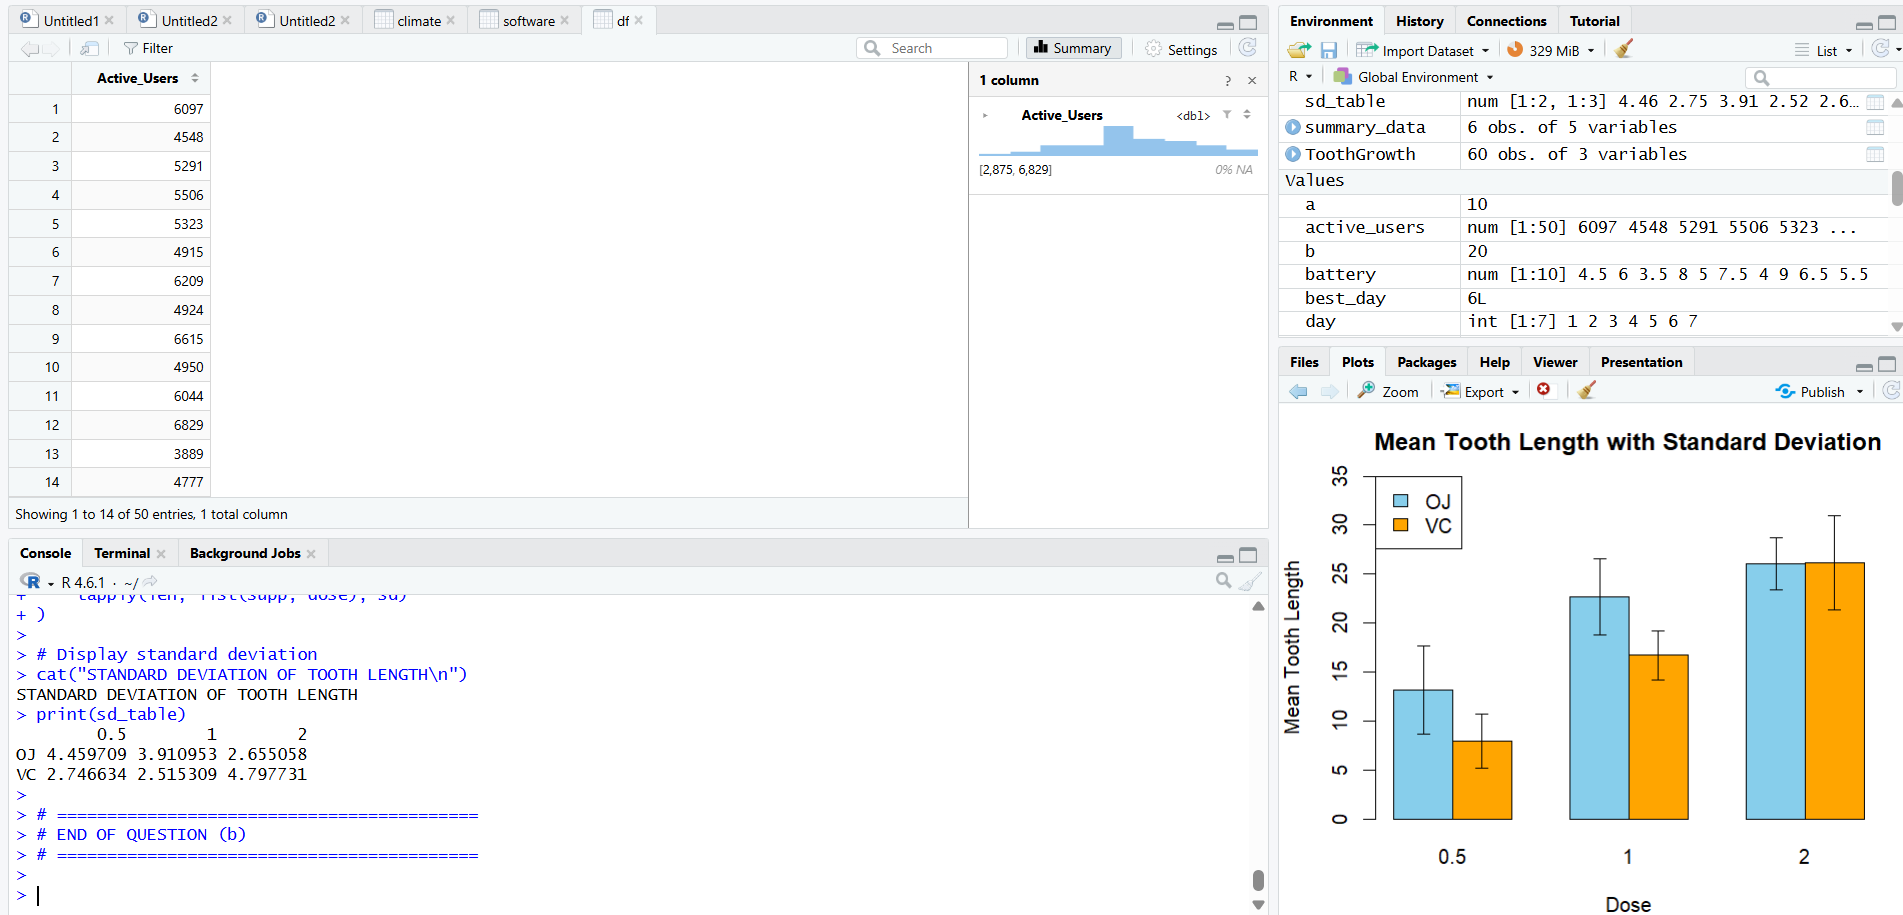 Untitled1
Untitled2
Untitled2
climate
software
df
Filter
Search
Summary
Settings
Active_Users
1 6097
2 4548
3 5291
4 5506
5 5323
6 4915
7 6209
8 4924
9 6615
10 4950
11 6044
12 6829
13 3889
14 4777
Showing 1 to 14 of 50 entries, 1 total column
1 column
?
Active_Users <dbl>
[2,875, 6,829] 0% NA
Console
Terminal
Background Jobs
R 4.6.1 · ~/
+ tapply(len, list(supp, dose), sd)
+ )
>
> # Display standard deviation
> cat("STANDARD DEVIATION OF TOOTH LENGTH\n")
STANDARD DEVIATION OF TOOTH LENGTH
> print(sd_table)
0.5 1 2
OJ 4.459709 3.910953 2.655058
VC 2.746634 2.515309 4.797731
>
> # ==========================================
> # END OF QUESTION (b)
> # ==========================================
>
>
Environment
History
Connections
Tutorial
Import Dataset
329 MiB
List
R
Global Environment
sd_table num [1:2, 1:3] 4.46 2.75 3.91 2.52 2.6…
summary_data 6 obs. of 5 variables
ToothGrowth 60 obs. of 3 variables
Values
a 10
active_users num [1:50] 6097 4548 5291 5506 5323 ...
b 20
battery num [1:10] 4.5 6 3.5 8 5 7.5 4 9 6.5 5.5
best_day 6L
day int [1:7] 1 2 3 4 5 6 7
Files
Plots
Packages
Help
Viewer
Presentation
Zoom
Export
Publish
Mean Tooth Length with Standard Deviation
OJ
VC
Mean Tooth Length
35
30
25
20
15
10
5
0
0.5 1 2
Dose